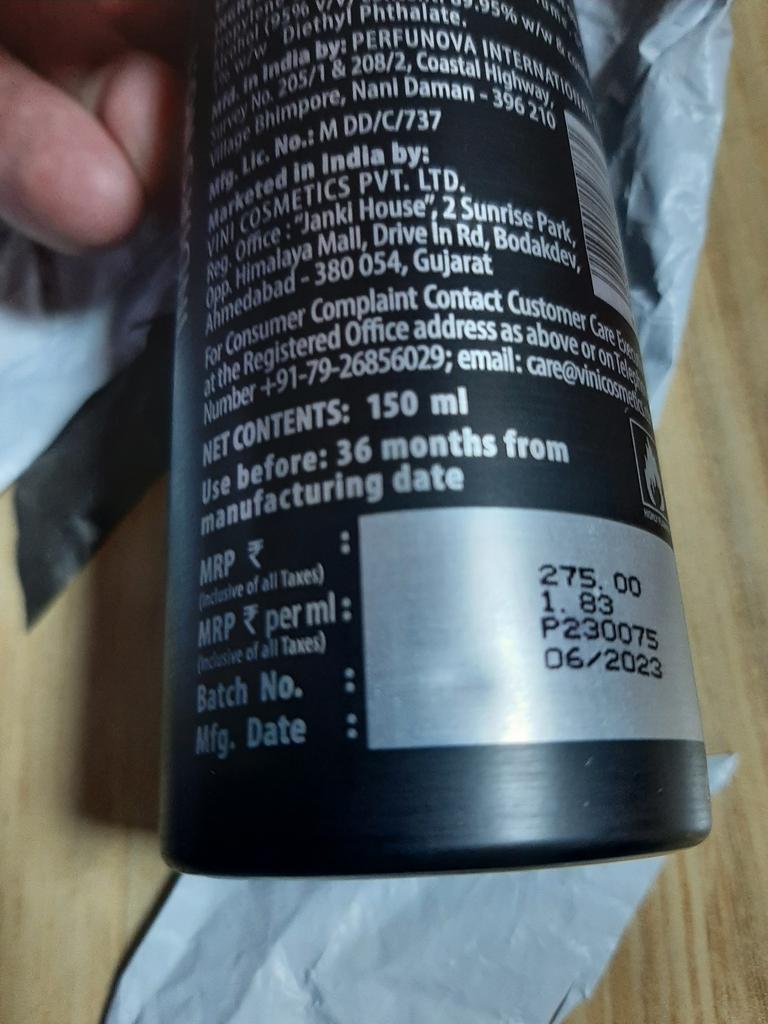 Diethyl Phthalate.
Mfd. in India by: PERFUNOVA INTERNATIONAL
Survey No. 205/1 & 208/2, Coastal Highway,
Village Bhimpore, Nani Daman - 396 210
Mfg. Lic. No.: M DD/C/737
Marketed in India by:
VINI COSMETICS PVT. LTD.
Reg. Office : "Janki House", 2 Sunrise Park,
Opp. Himalaya Mall, Drive In Rd, Bodakdev,
Ahmedabad - 380 054, Gujarat
For Consumer Complaint Contact Customer Care
at the Registered Office address as above or on
Number +91-79-26856029; email: care@vinicosmetics
NET CONTENTS: 150 ml
Use before: 36 months from
manufacturing date
MRP ₹ : 275.00
(Inclusive of all Taxes)
MRP ₹ per ml : 1.83
(Inclusive of all Taxes)
Batch No. : P230075
Mfg. Date : 06/2023